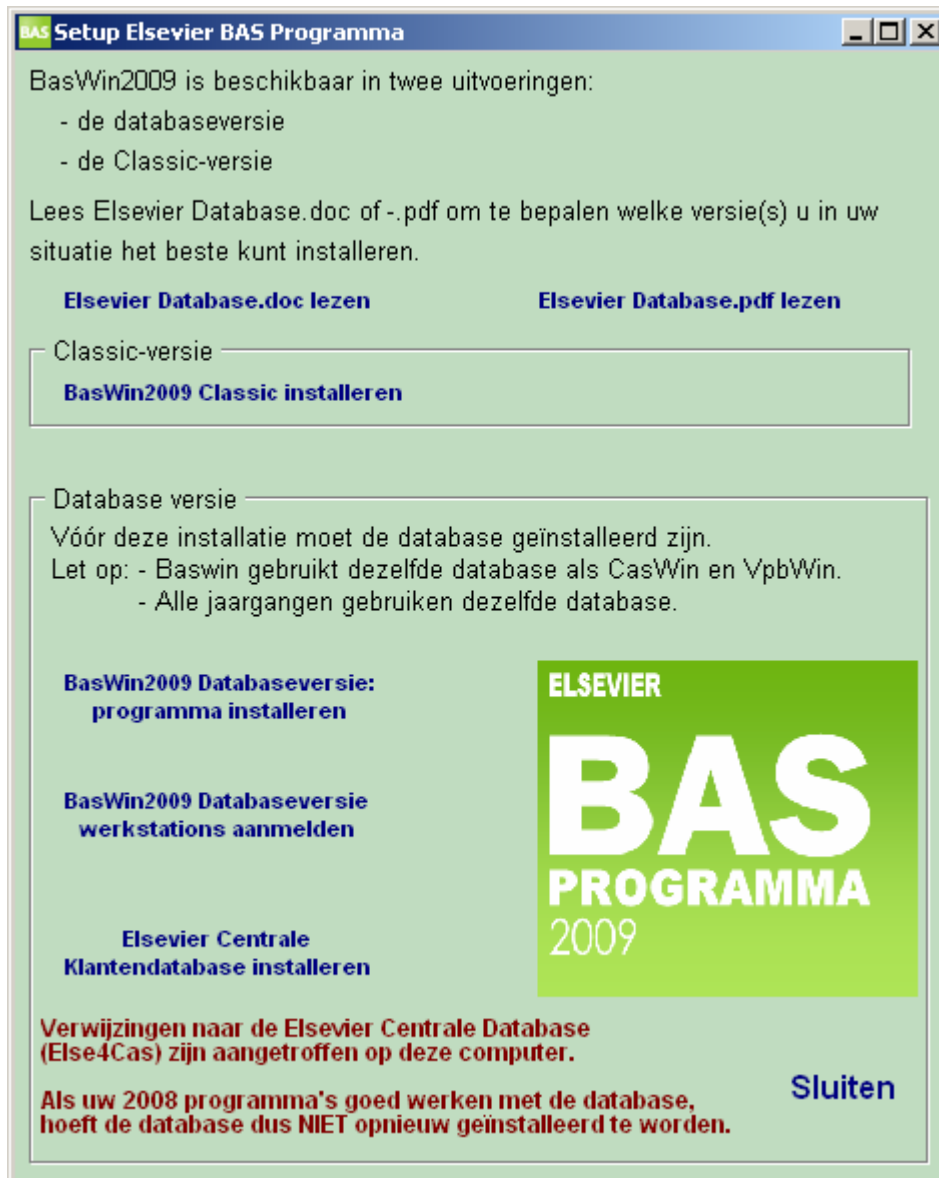 BAS Setup Elsevier BAS Programma
BasWin2009 is beschikbaar in twee uitvoeringen:
- de databaseversie
- de Classic-versie
Lees Elsevier Database.doc of -.pdf om te bepalen welke versie(s) u in uw
situatie het beste kunt installeren.
Elsevier Database.doc lezen
Elsevier Database.pdf lezen
Classic-versie
BasWin2009 Classic installeren
Database versie
Vóór deze installatie moet de database geïnstalleerd zijn.
Let op: - Baswin gebruikt dezelfde database als CasWin en VpbWin.
- Alle jaargangen gebruiken dezelfde database.
BasWin2009 Databaseversie:
programma installeren
BasWin2009 Databaseversie
werkstations aanmelden
Elsevier Centrale
Klantendatabase installeren
ELSEVIER
BAS
PROGRAMMA
2009
Verwijzingen naar de Elsevier Centrale Database
(Else4Cas) zijn aangetroffen op deze computer.
Als uw 2008 programma's goed werken met de database,
hoeft de database dus NIET opnieuw geïnstalleerd te worden.
Sluiten